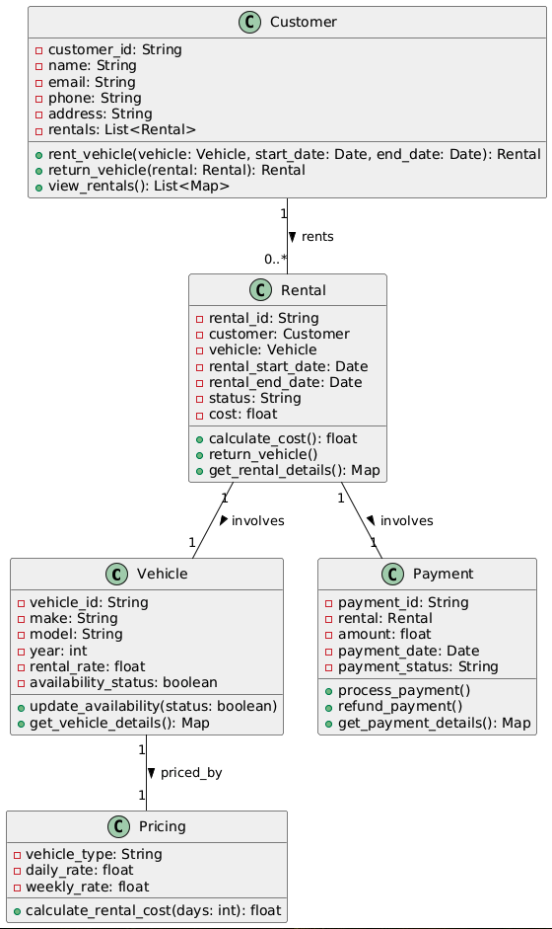 C Customer
customer_id: String
name: String
email: String
phone: String
address: String
rentals: List<Rental>
rent_vehicle(vehicle: Vehicle, start_date: Date, end_date: Date): Rental
return_vehicle(rental: Rental): Rental
view_rentals(): List<Map>
1
rents
0..*
C Rental
rental_id: String
customer: Customer
vehicle: Vehicle
rental_start_date: Date
rental_end_date: Date
status: String
cost: float
calculate_cost(): float
return_vehicle()
get_rental_details(): Map
1
involves
1
1
involves
1
C Vehicle
vehicle_id: String
make: String
model: String
year: int
rental_rate: float
availability_status: boolean
update_availability(status: boolean)
get_vehicle_details(): Map
C Payment
payment_id: String
rental: Rental
amount: float
payment_date: Date
payment_status: String
process_payment()
refund_payment()
get_payment_details(): Map
1
priced_by
1
C Pricing
vehicle_type: String
daily_rate: float
weekly_rate: float
calculate_rental_cost(days: int): float